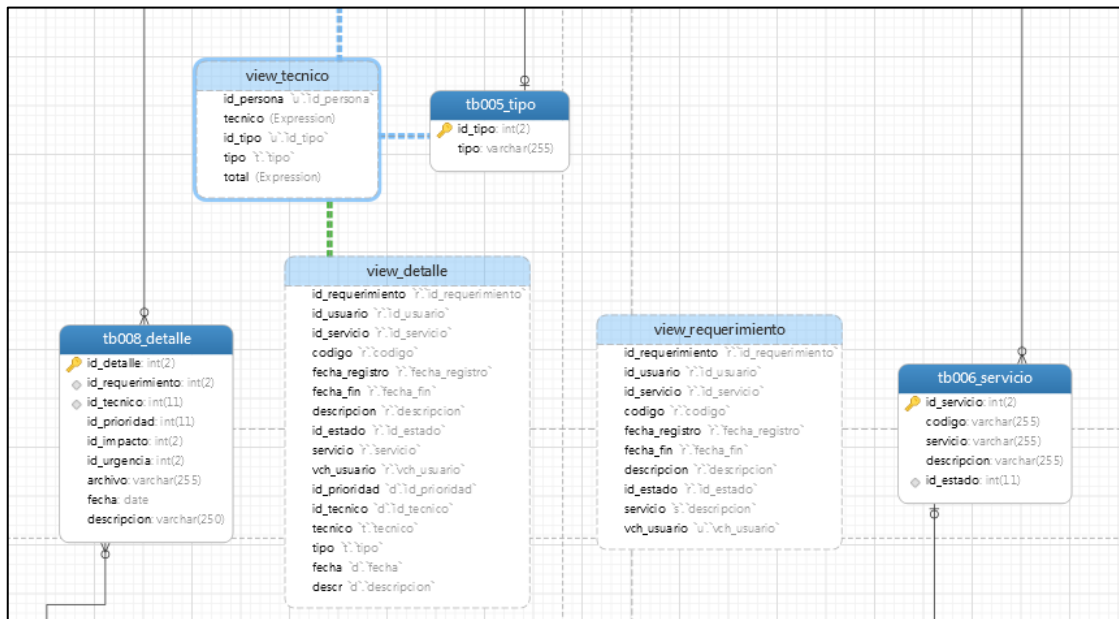 view_tecnico
id_persona `u`.`id_persona`
tecnico (Expression)
id_tipo `u`.`id_tipo`
tipo `t`.`tipo`
total (Expression)
tb005_tipo
id_tipo: int(2)
tipo: varchar(255)
view_detalle
id_requerimiento `r`.`id_requerimiento`
id_usuario `r`.`id_usuario`
id_servicio `r`.`id_servicio`
codigo `r`.`codigo`
fecha_registro `r`.`fecha_registro`
fecha_fin `r`.`fecha_fin`
descripcion `r`.`descripcion`
id_estado `r`.`id_estado`
servicio `r`.`servicio`
vch_usuario `r`.`vch_usuario`
id_prioridad `d`.`id_prioridad`
id_tecnico `d`.`id_tecnico`
tecnico `t`.`tecnico`
tipo `t`.`tipo`
fecha `d`.`fecha`
descr `d`.`descripcion`
view_requerimiento
id_requerimiento `r`.`id_requerimiento`
id_usuario `r`.`id_usuario`
id_servicio `r`.`id_servicio`
codigo `r`.`codigo`
fecha_registro `r`.`fecha_registro`
fecha_fin `r`.`fecha_fin`
descripcion `r`.`descripcion`
id_estado `r`.`id_estado`
servicio `s`.`descripcion`
vch_usuario `u`.`vch_usuario`
tb008_detalle
id_detalle: int(2)
id_requerimiento: int(2)
id_tecnico: int(11)
id_prioridad: int(11)
id_impacto: int(2)
id_urgencia: int(2)
archivo: varchar(255)
fecha: date
descripcion: varchar(250)
tb006_servicio
id_servicio: int(2)
codigo: varchar(255)
servicio: varchar(255)
descripcion: varchar(255)
id_estado: int(11)